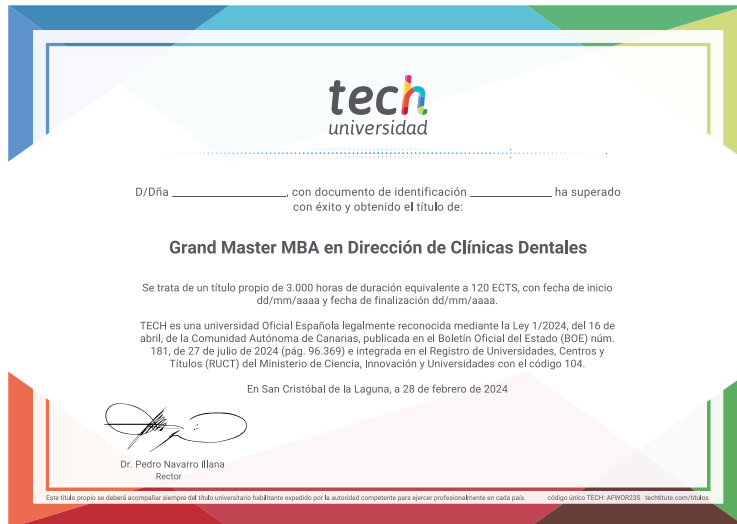 tech
universidad
D/Dña ______________, con documento de identificación __________ ha superado
con éxito y obtenido el título de:
Grand Master MBA en Dirección de Clínicas Dentales
Se trata de un título propio de 3.000 horas de duración equivalente a 120 ECTS, con fecha de inicio
dd/mm/aaaa y fecha de finalización dd/mm/aaaa.
TECH es una universidad Oficial Española legalmente reconocida mediante la Ley 1/2024, del 16 de
abril, de la Comunidad Autónoma de Canarias, publicada en el Boletín Oficial del Estado (BOE) núm.
181, de 27 de julio de 2024 (pág. 96.369) e integrada en el Registro de Universidades, Centros y
Títulos (RUCT) del Ministerio de Ciencia, Innovación y Universidades con el código 104.
En San Cristóbal de la Laguna, a 28 de febrero de 2024
Dr. Pedro Navarro Illana
Rector
Este título propio se deberá acompañar siempre del título universitario habilitante expedido por la autoridad competente para ejercer profesionalmente en cada país. código único TECH: AFWOR23S techtitute.com/titulos